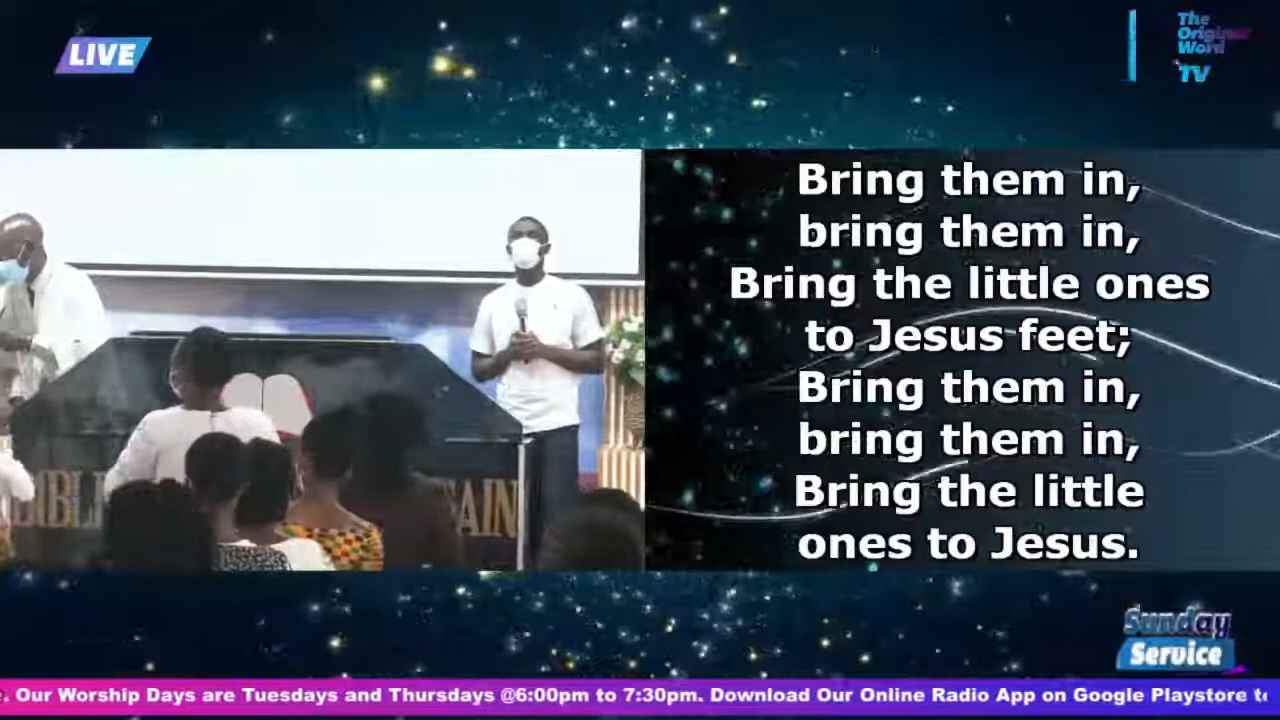 LIVE
The
Original
Word
TV
Bring them in,
bring them in,
Bring the little ones
to Jesus feet;
Bring them in,
bring them in,
Bring the little
ones to Jesus.
Sunday
Service
. Our Worship Days are Tuesdays and Thursdays @6:00pm to 7:30pm. Download Our Online Radio App on Google Playstore to